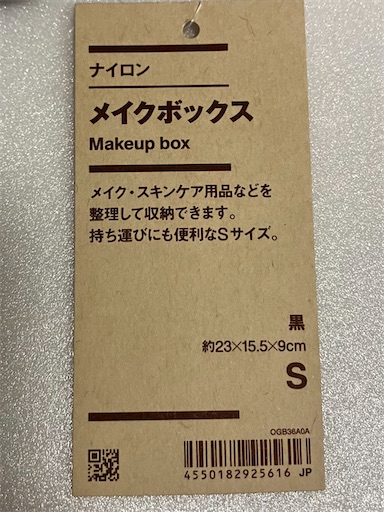 ナイロン
メイクボックス
Makeup box
メイク・スキンケア用品などを
整理して収納できます。
持ち運びにも便利なSサイズ。
黒
約23×15.5×9cm
S
OGB36A0A
4550182925616 JP